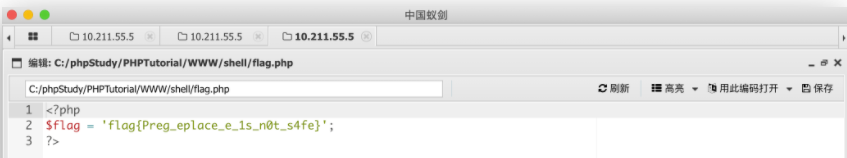 中国蚁剑
10.211.55.5 10.211.55.5 10.211.55.5
编辑: C:/phpStudy/PHPTutorial/WWW/shell/flag.php
C:/phpStudy/PHPTutorial/WWW/shell/flag.php 刷新 高亮 用此编码打开 保存
1 <?php
2 $flag = 'flag{Preg_eplace_e_1s_n0t_s4fe}';
3 ?>